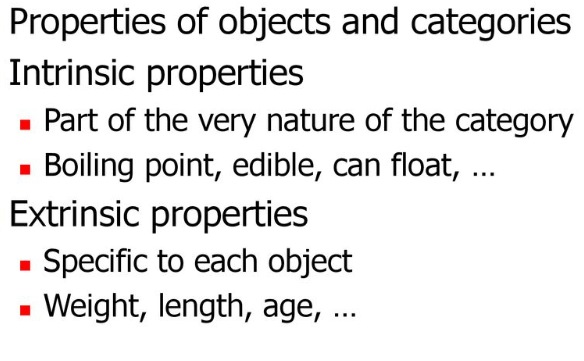 Properties of objects and categories
Intrinsic properties
▪ Part of the very nature of the category
▪ Boiling point, edible, can float, ...
Extrinsic properties
▪ Specific to each object
▪ Weight, length, age, ...